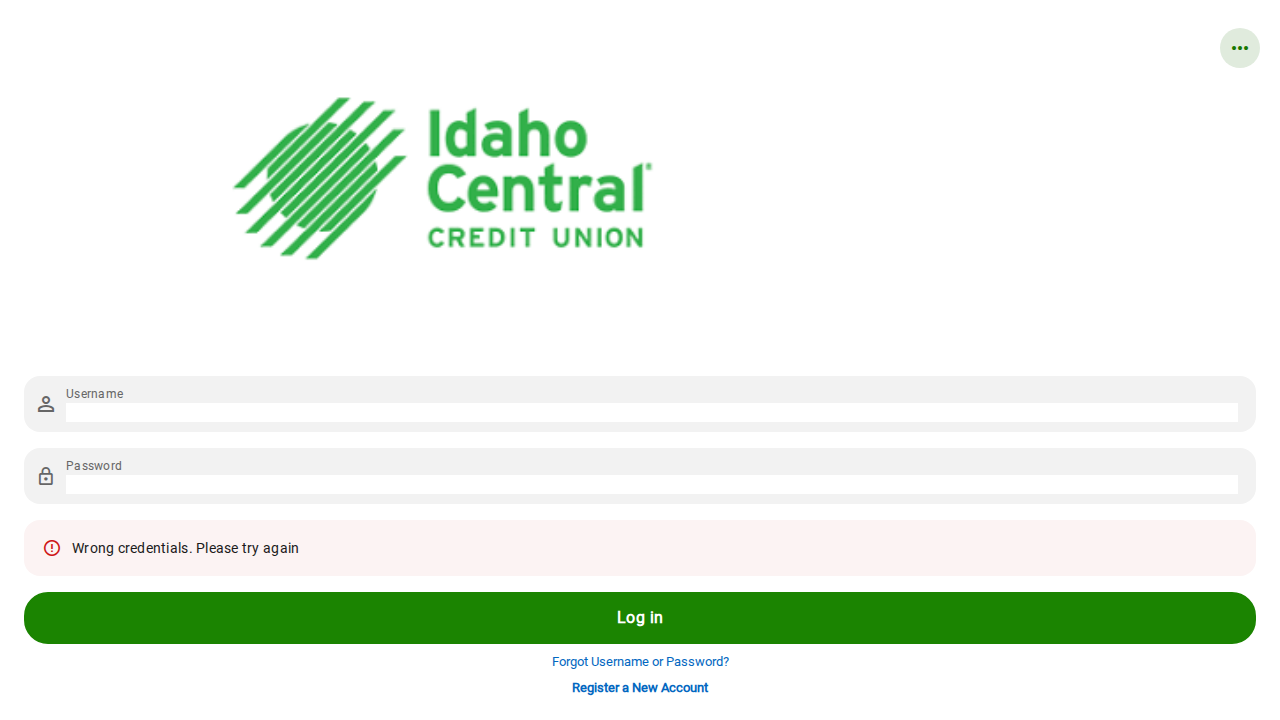 Idaho
Central®
CREDIT UNION
Username
Password
Wrong credentials. Please try again
Log in
Forgot Username or Password?
Register a New Account